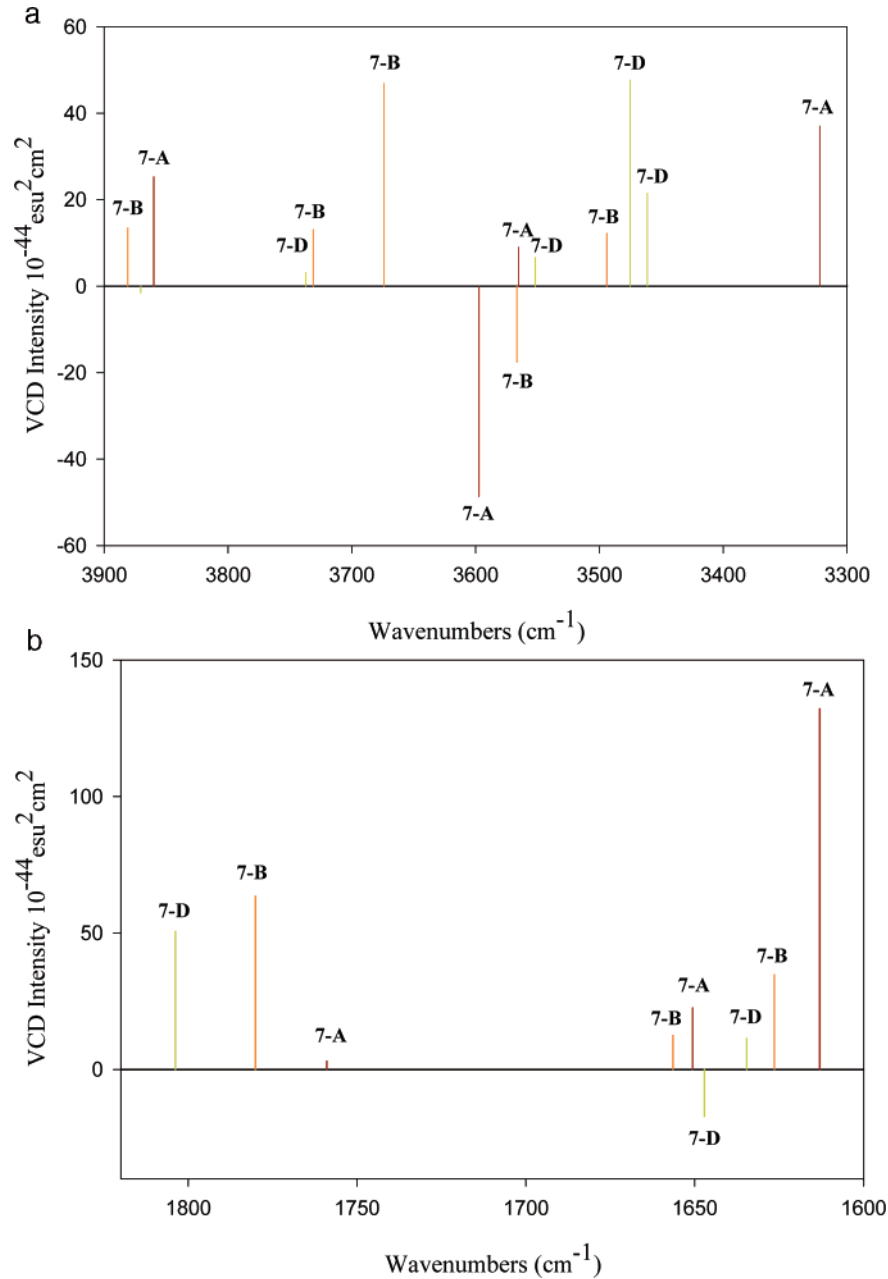 a
60
40
20
0
-20
-40
-60
VCD Intensity 10-44esu2cm2
7-B
7-A
7-D
7-B
7-B
7-A
7-B
7-A
7-D
7-B
7-D
7-D
7-A
3900 3800 3700 3600 3500 3400 3300
Wavenumbers (cm-1)
b
150
100
50
0
VCD Intensity 10-44esu2cm2
7-D
7-B
7-A
7-B
7-A
7-D
7-D
7-B
7-A
1800 1750 1700 1650 1600
Wavenumbers (cm-1)